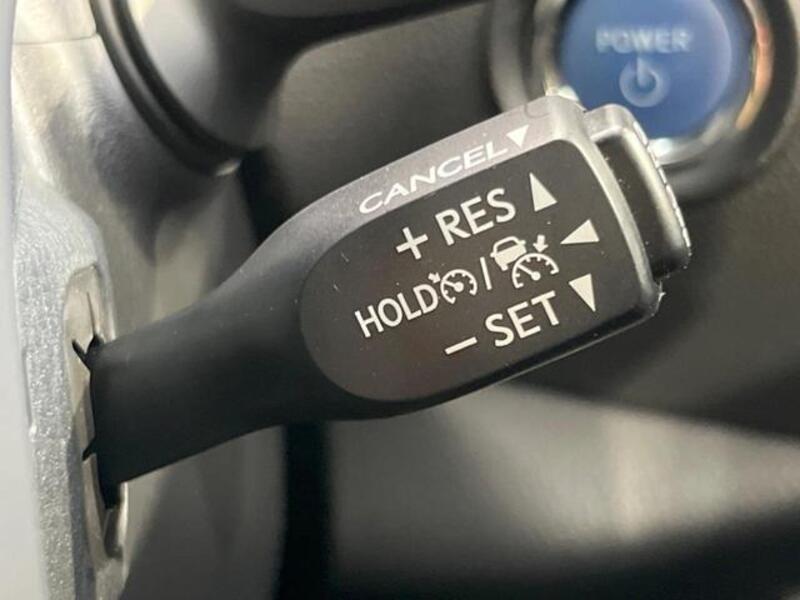 POWER
CANCEL▼
+ RES ▲
HOLD / ◀
− SET ▼